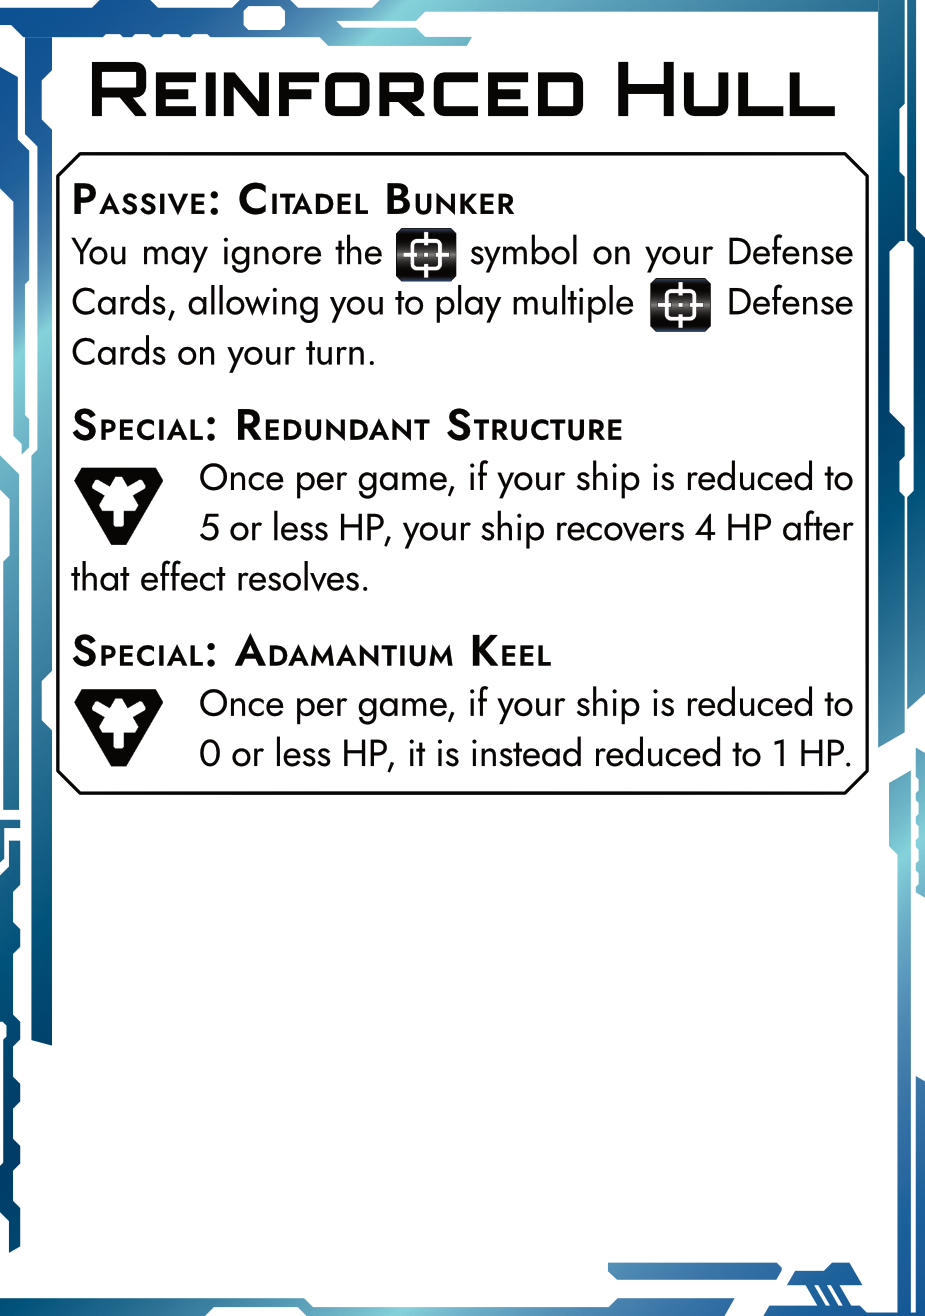 Reinforced Hull
Passive: Citadel Bunker
You may ignore the symbol on your Defense
Cards, allowing you to play multiple Defense
Cards on your turn.
Special: Redundant Structure
Once per game, if your ship is reduced to
5 or less HP, your ship recovers 4 HP after
that effect resolves.
Special: Adamantium Keel
Once per game, if your ship is reduced to
0 or less HP, it is instead reduced to 1 HP.